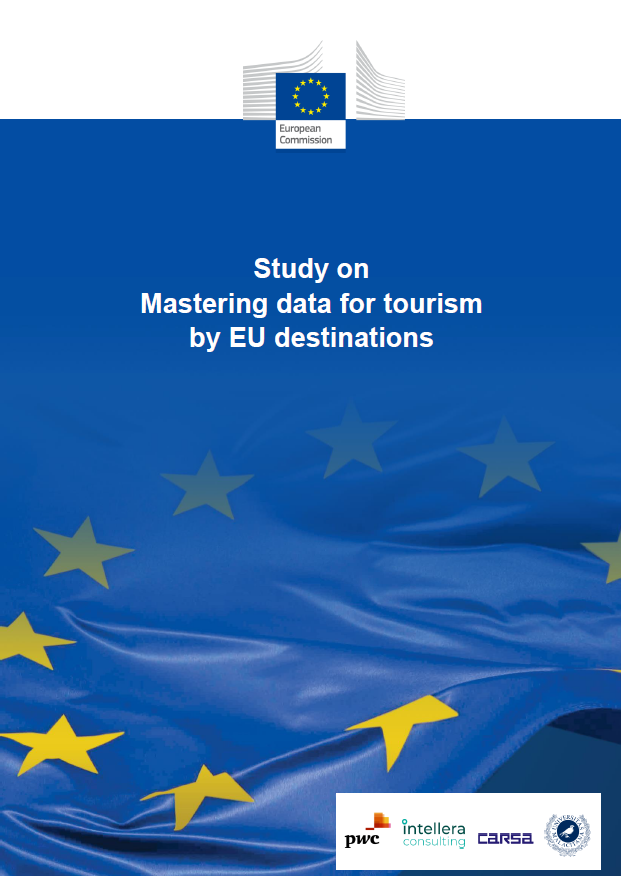 European
Commission
Study on
Mastering data for tourism
by EU destinations
pwc
intellera
consulting
CARSA